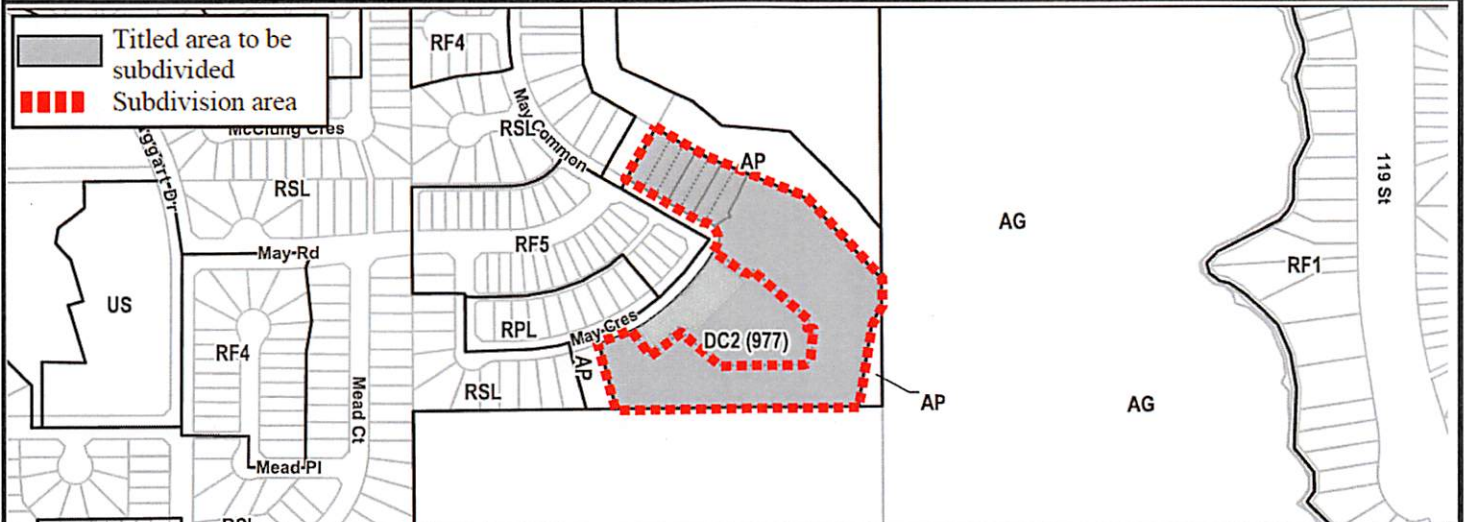 Titled area to be
subdivided
Subdivision area
RF4
McClung Cres
May Common
RSL
AP
119 St
RSL
AG
RF5
May Rd
RF1
US
May Cres
RPL
DC2 (977)
RF4
AP
RSL
Mead Ct
AP
AG
Mead Pl